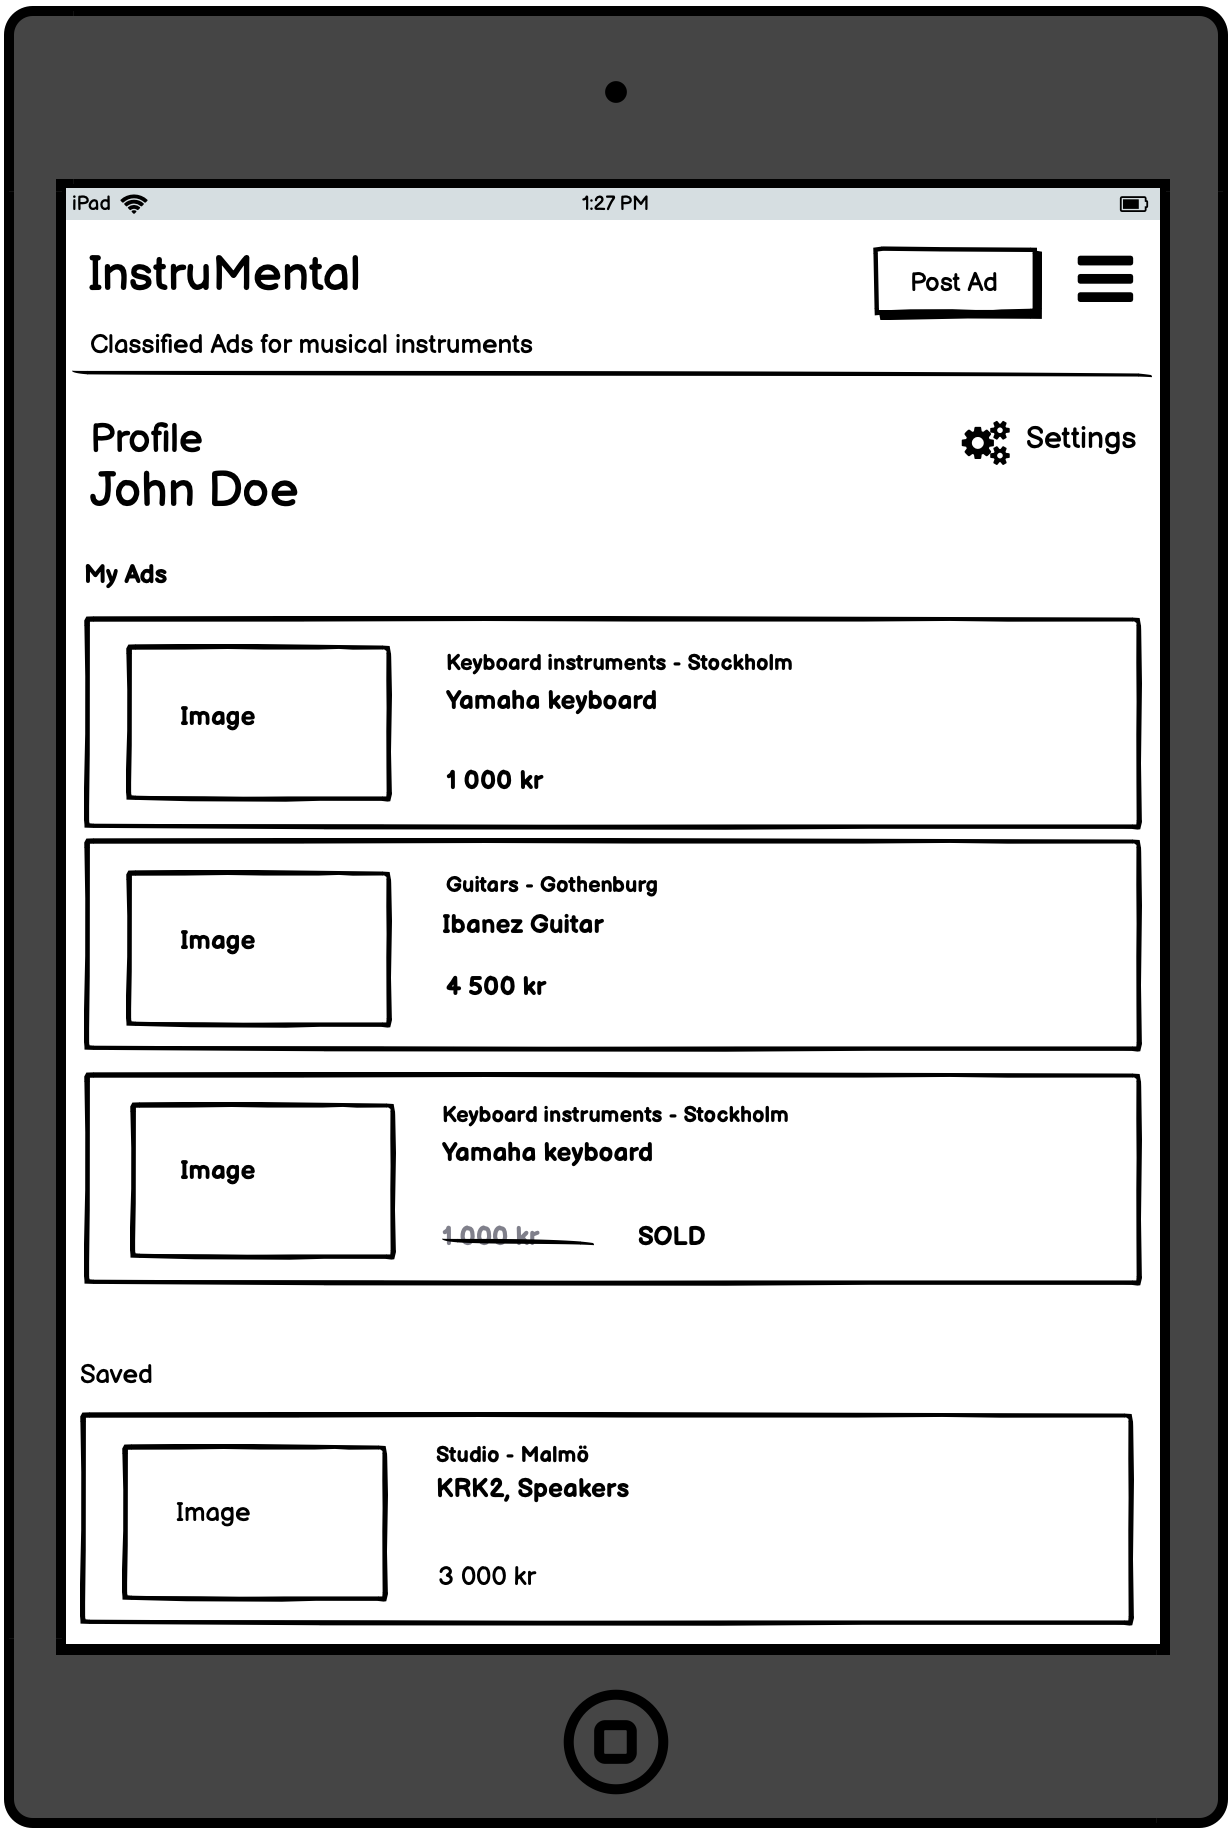 iPad 1:27 PM
InstruMental
Post Ad
Classified Ads for musical instruments
Profile
Settings
John Doe
My Ads
Image
Keyboard instruments - Stockholm
Yamaha keyboard
1 000 kr
Image
Guitars - Gothenburg
Ibanez Guitar
4 500 kr
Image
Keyboard instruments - Stockholm
Yamaha keyboard
1 000 kr SOLD
Saved
Image
Studio - Malmö
KRK2, Speakers
3 000 kr